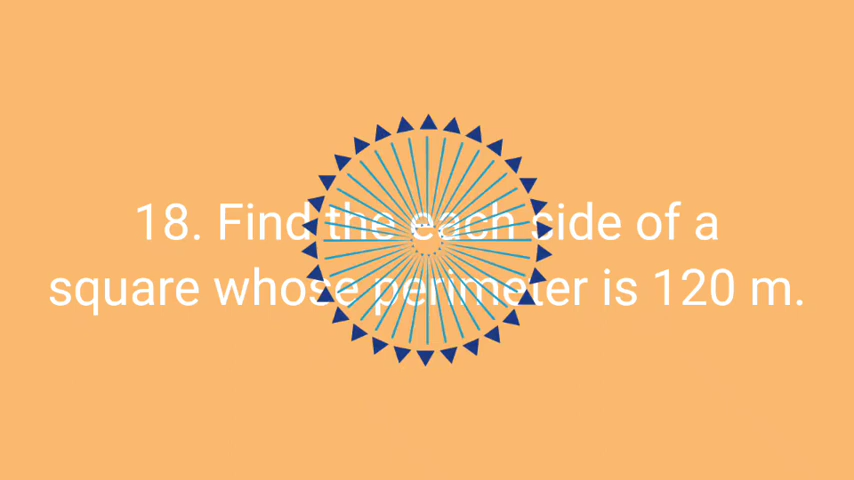 18. Find the each side of a
square whose perimeter is 120 m.